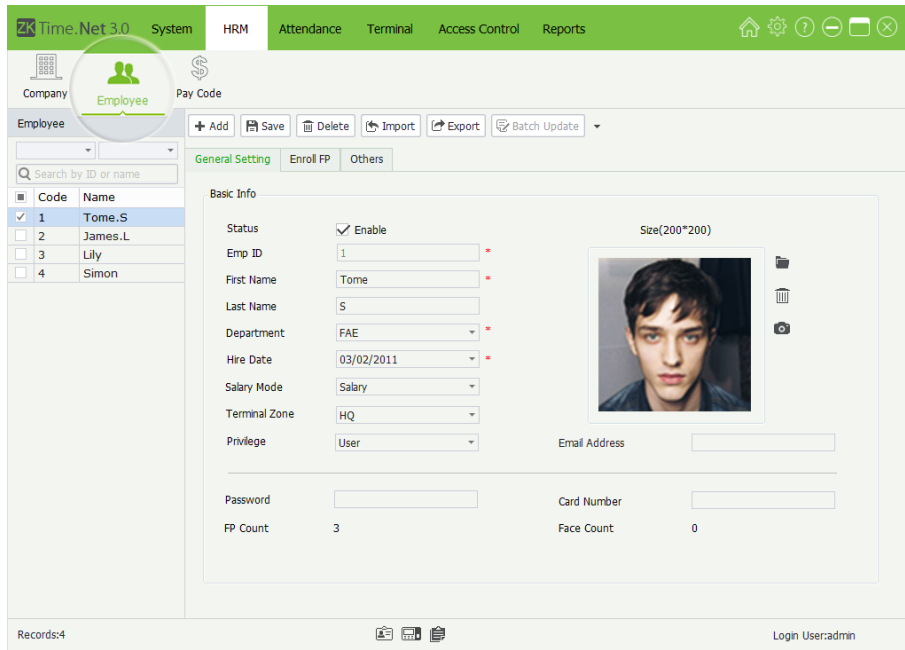 ZKTime.Net 3.0 System HRM Attendance Terminal Access Control Reports
Company Employee Pay Code
Employee
Add Save Delete Import Export Batch Update
Search by ID or name
General Setting Enroll FP Others
Code Name
1 Tome.S
2 James.L
3 Lily
4 Simon
Basic Info
Status Enable Size(200*200)
Emp ID 1 *
First Name Tome *
Last Name S
Department FAE *
Hire Date 03/02/2011 *
Salary Mode Salary
Terminal Zone HQ
Privilege User Email Address
Password Card Number
FP Count 3 Face Count 0
Records:4 Login User:admin